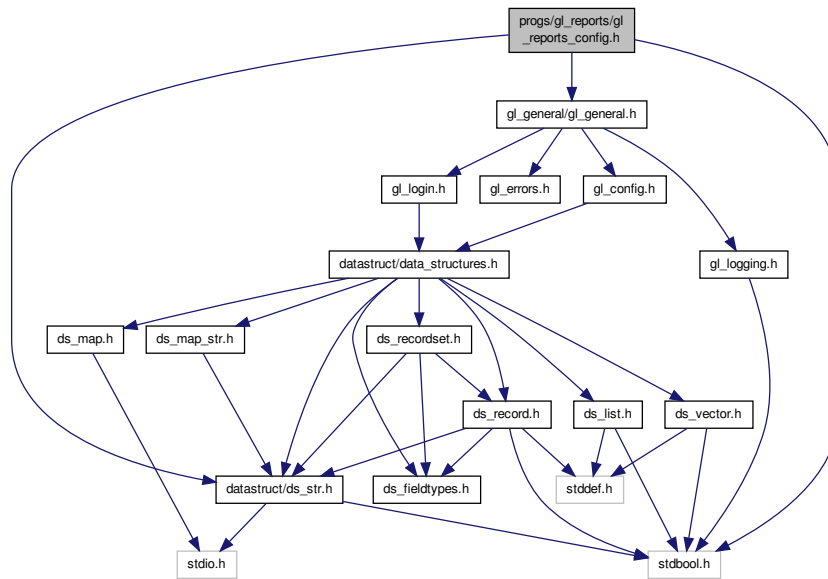 progs/gl_reports/gl
_reports_config.h
gl_general/gl_general.h
gl_login.h
gl_errors.h
gl_config.h
datastruct/data_structures.h
gl_logging.h
ds_map.h
ds_map_str.h
ds_recordset.h
ds_record.h
ds_list.h
ds_vector.h
datastruct/ds_str.h
ds_fieldtypes.h
stddef.h
stdio.h
stdbool.h